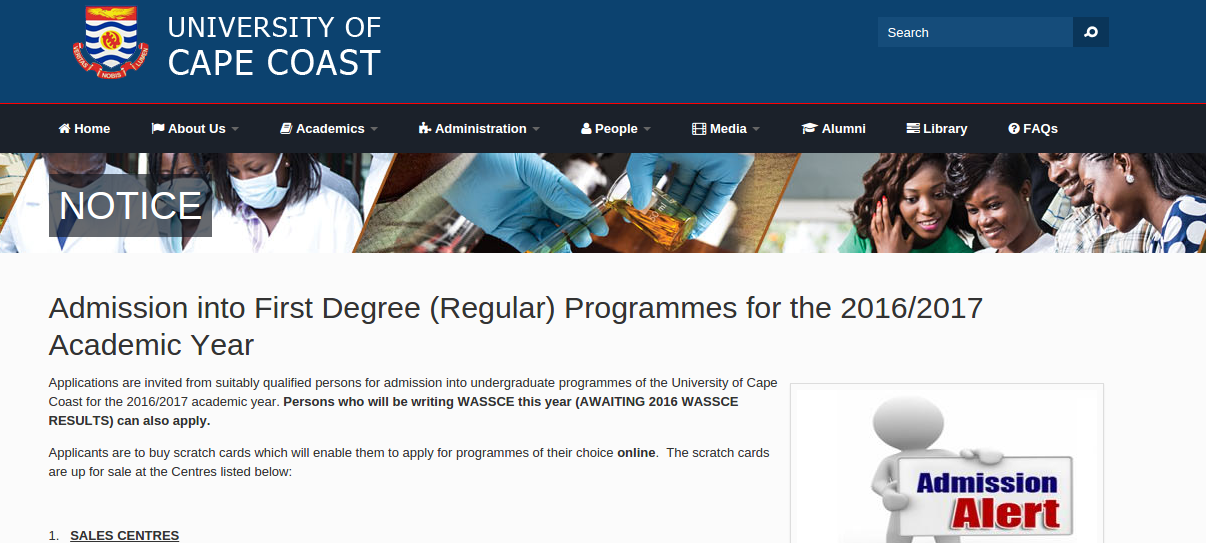 UNIVERSITY OF
CAPE COAST
VERITAS NOBIS LUMEN
Search
Home About Us Academics Administration People Media Alumni Library FAQs
NOTICE
Admission into First Degree (Regular) Programmes for the 2016/2017
Academic Year
Applications are invited from suitably qualified persons for admission into undergraduate programmes of the University of Cape
Coast for the 2016/2017 academic year. Persons who will be writing WASSCE this year (AWAITING 2016 WASSCE
RESULTS) can also apply.
Applicants are to buy scratch cards which will enable them to apply for programmes of their choice online. The scratch cards
are up for sale at the Centres listed below:
Admission
Alert
1. SALES CENTRES